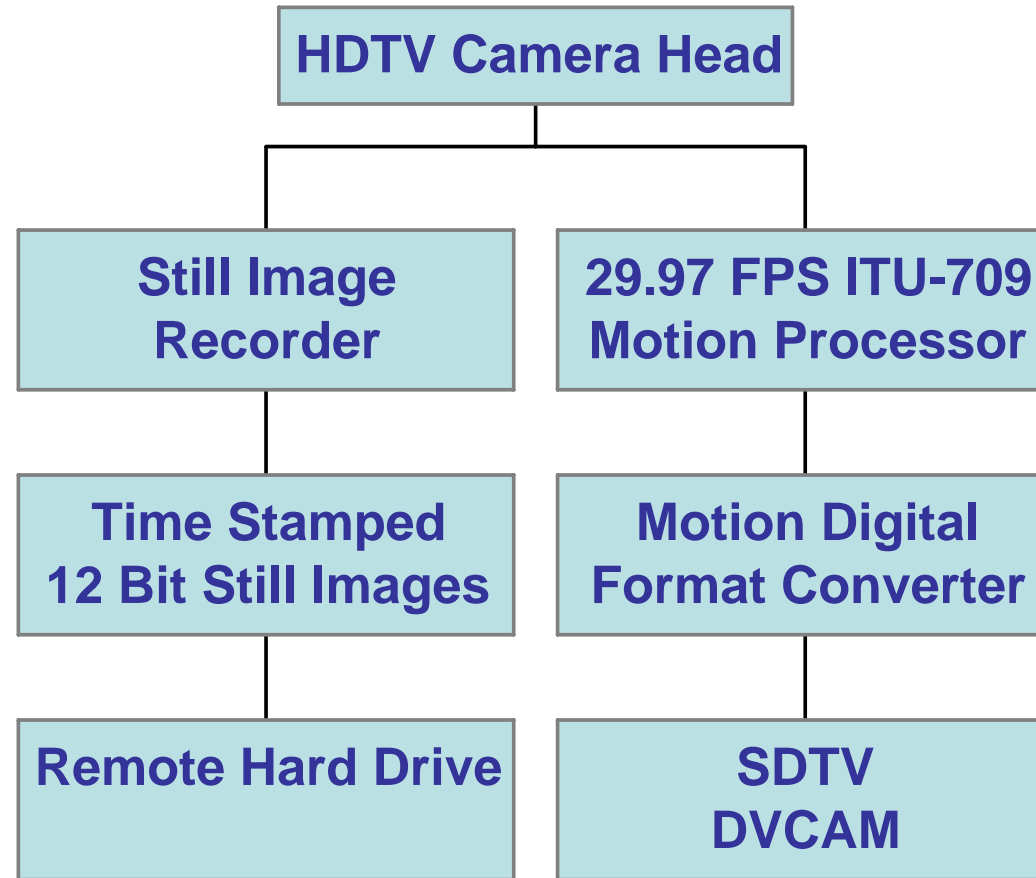 HDTV Camera Head
Still Image
Recorder
29.97 FPS ITU-709
Motion Processor
Time Stamped
12 Bit Still Images
Motion Digital
Format Converter
Remote Hard Drive
SDTV
DVCAM